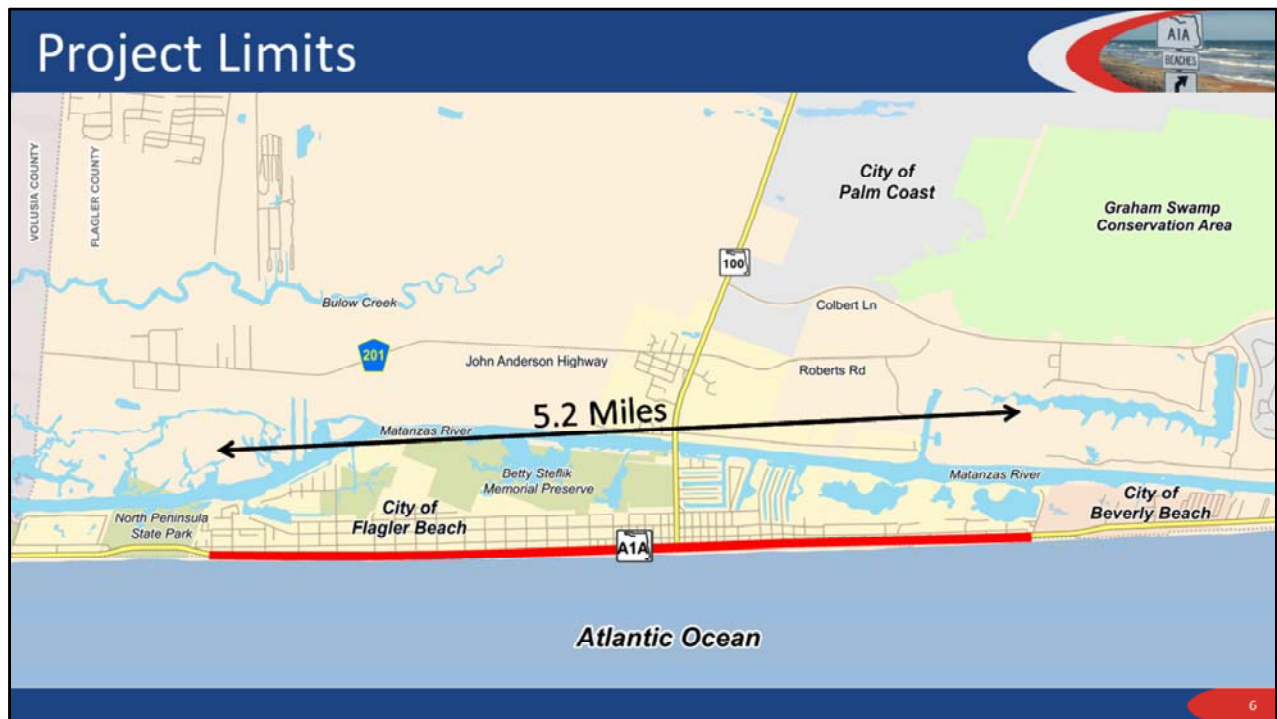 Project Limits
A1A
BEACHES
VOLUSIA COUNTY
FLAGLER COUNTY
City of
Palm Coast
Graham Swamp
Conservation Area
100
Bulow Creek
Colbert Ln
201
John Anderson Highway
Roberts Rd
5.2 Miles
Matanzas River
Betty Steflik
Memorial Preserve
Matanzas River
City of
Flagler Beach
City of
Beverly Beach
North Peninsula
State Park
A1A
Atlantic Ocean
6